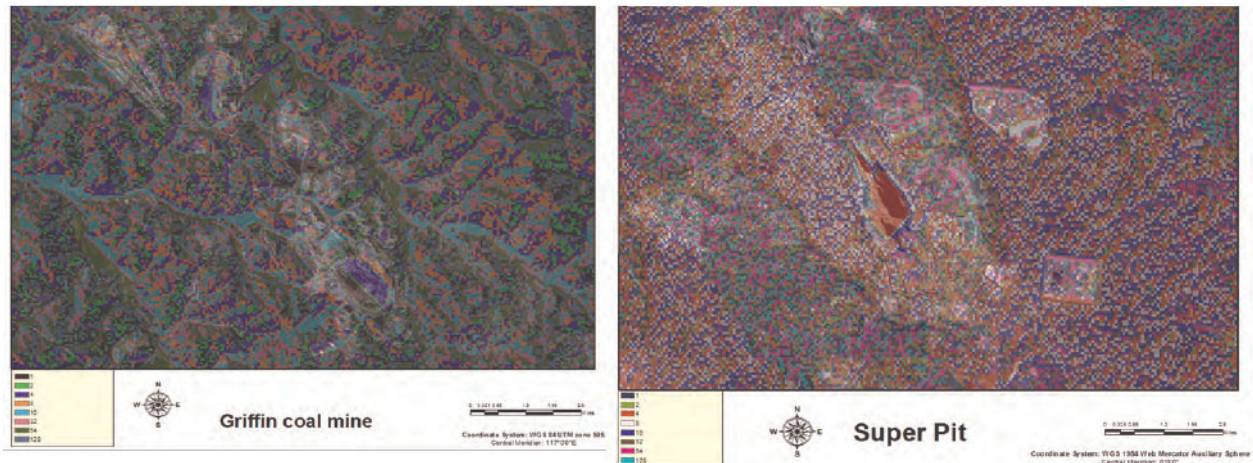 1
2
4
8
16
32
64
128
N
W E
S
Griffin coal mine
Coordinate System: WGS 84 UTM zone 50S
Central Meridian: 117°00'E
1
2
4
8
16
32
64
128
N
W E
S
Super Pit
Coordinate System: WGS 1984 Web Mercator Auxiliary Sphere
Central Meridian: